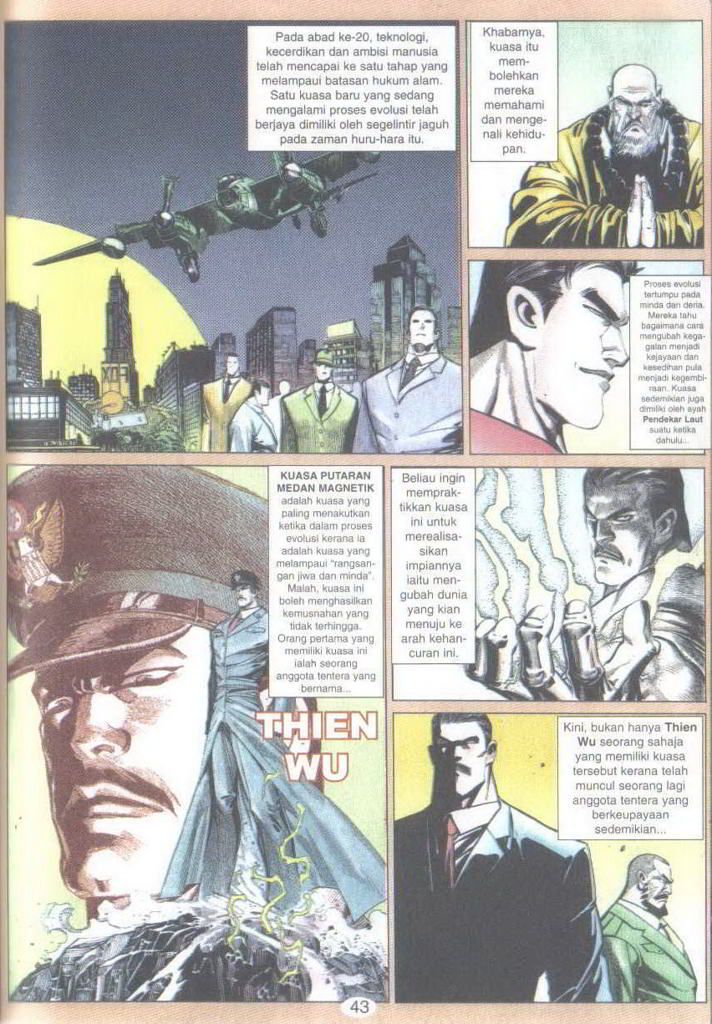 Pada abad ke-20, teknologi,
kecerdikan dan ambisi manusia
telah mencapai ke satu tahap yang
melampaui batasan hukum alam.
Satu kuasa baru yang sedang
mengalami proses evolusi telah
berjaya dimiliki oleh segelintir jaguh
pada zaman huru-hara itu.
Khabarnya,
kuasa itu
mem-
bolehkan
mereka
memahami
dan menge-
nali kehidu-
pan.
Proses evolusi
tertumpu pada
minda dan deria.
Mereka tahu
bagaimana cara
mengubah kega-
galan menjadi
kejayaan dan
kesedihan pula
menjadi kegembi-
raan. Kuasa
sedemikian juga
dimiliki oleh ayah
Pendekar Laut
suatu ketika
dahulu...
KUASA PUTARAN
MEDAN MAGNETIK
adalah kuasa yang
paling menakutkan
ketika dalam proses
evolusi kerana ia
adalah kuasa yang
melampaui "rangsan-
gan jiwa dan minda".
Malah, kuasa ini
boleh menghasilkan
kemusnahan yang
tidak terhingga.
Orang pertama yang
memiliki kuasa ini
ialah seorang
anggota tentera yang
bernama...
THIEN
WU
Beliau ingin
memprak-
tikkan kuasa
ini untuk
merealisa-
sikan
impiannya
iaitu men-
gubah dunia
yang kian
menuju ke
arah kehan-
curan ini.
Kini, bukan hanya Thien
Wu seorang sahaja
yang memiliki kuasa
tersebut kerana telah
muncul seorang lagi
anggota tentera yang
berkeupayaan
sedemikian...
43